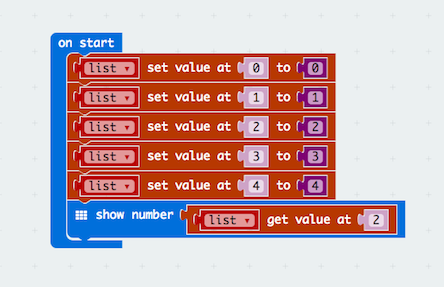 on start
list set value at 0 to 0
list set value at 1 to 1
list set value at 2 to 2
list set value at 3 to 3
list set value at 4 to 4
show number list get value at 2